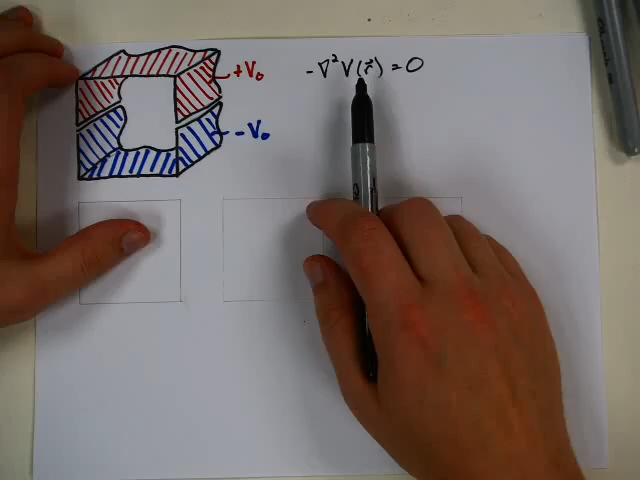 +V₀
-∇²V(r⃗) = 0
-V₀